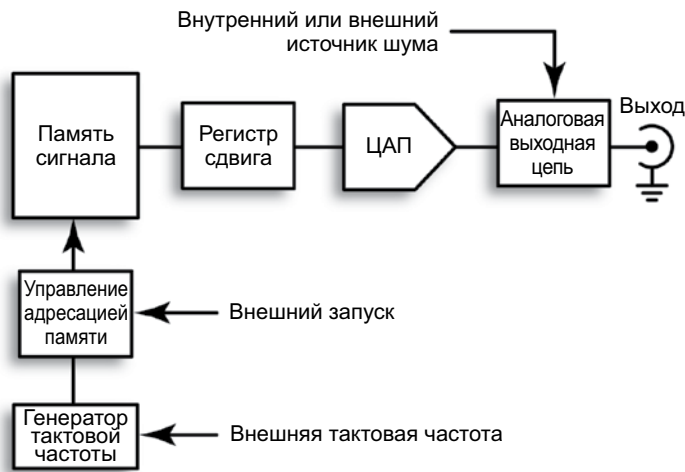 Внутренний или внешний
источник шума
Память
сигнала
Регистр
сдвига
ЦАП
Аналоговая
выходная
цепь
Выход
Управление
адресацией
памяти
Внешний запуск
Генератор
тактовой
частоты
Внешняя тактовая частота